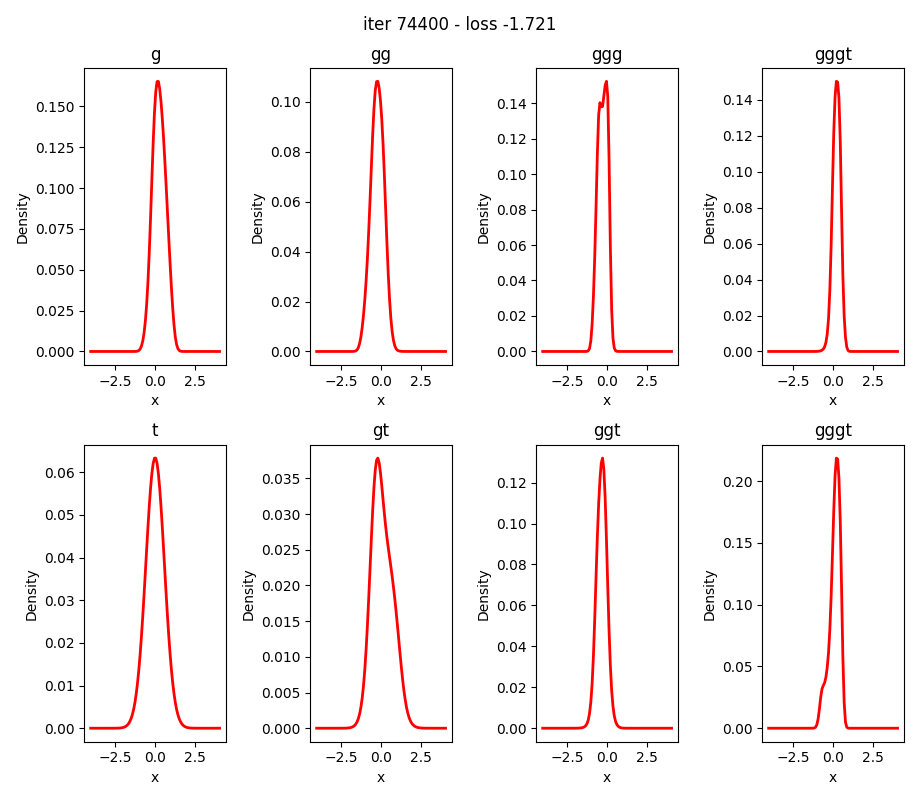 iter 74400 - loss -1.721
g
gg
ggg
gggt
0.150
0.125
0.100
0.075
0.050
0.025
0.000
Density
−2.5 0.0 2.5
x
0.10
0.08
0.06
0.04
0.02
0.00
Density
−2.5 0.0 2.5
x
0.14
0.12
0.10
0.08
0.06
0.04
0.02
0.00
Density
−2.5 0.0 2.5
x
0.14
0.12
0.10
0.08
0.06
0.04
0.02
0.00
Density
−2.5 0.0 2.5
x
t
gt
ggt
gggt
0.06
0.05
0.04
0.03
0.02
0.01
0.00
Density
−2.5 0.0 2.5
x
0.035
0.030
0.025
0.020
0.015
0.010
0.005
0.000
Density
−2.5 0.0 2.5
x
0.12
0.10
0.08
0.06
0.04
0.02
0.00
Density
−2.5 0.0 2.5
x
0.20
0.15
0.10
0.05
0.00
Density
−2.5 0.0 2.5
x